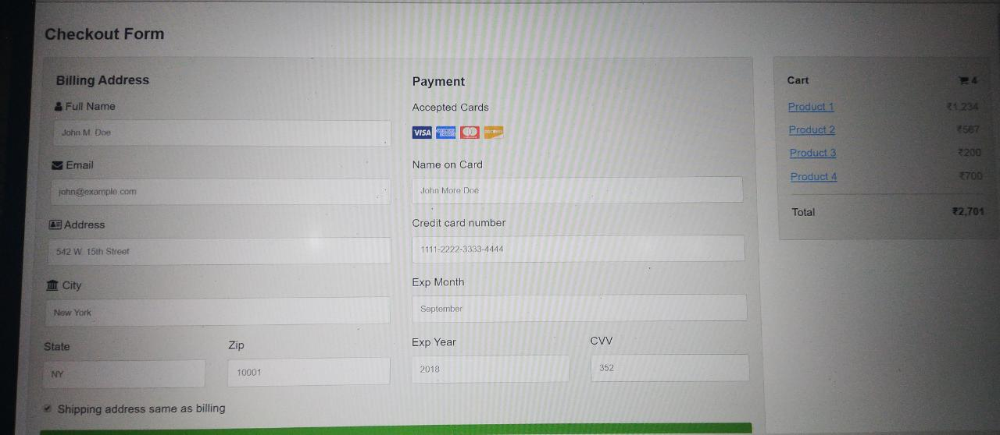 Checkout Form
Billing Address
Full Name
John M. Doe
Email
john@example.com
Address
542 W. 15th Street
City
New York
State
Zip
NY
10001
Shipping address same as billing
Payment
Accepted Cards
VISA AMERICAN EXPRESS DISCOVER
Name on Card
John More Doe
Credit card number
1111-2222-3333-4444
Exp Month
September
Exp Year
CVV
2018
352
Cart 4
Product 1 ₹1,234
Product 2 ₹567
Product 3 ₹200
Product 4 ₹700
Total ₹2,701